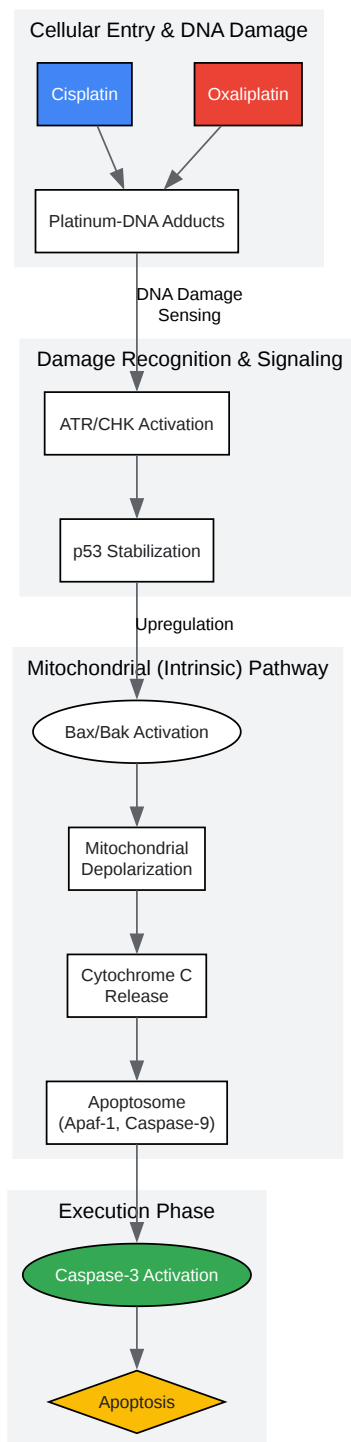 Cellular Entry & DNA Damage
Cisplatin
Oxaliplatin
Platinum-DNA Adducts
DNA Damage
Sensing
Damage Recognition & Signaling
ATR/CHK Activation
p53 Stabilization
Upregulation
Mitochondrial (Intrinsic) Pathway
Bax/Bak Activation
Mitochondrial
Depolarization
Cytochrome C
Release
Apoptosome
(Apaf-1, Caspase-9)
Execution Phase
Caspase-3 Activation
Apoptosis